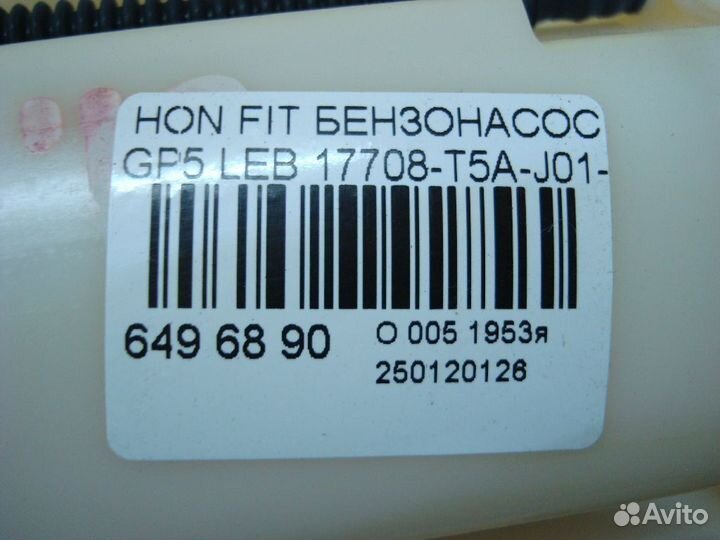 HON FIT БЕНЗОНАСОС
GP5 LEB 17708-T5A-J01-
649 68 90
О 005 1953я
250120126
Avito